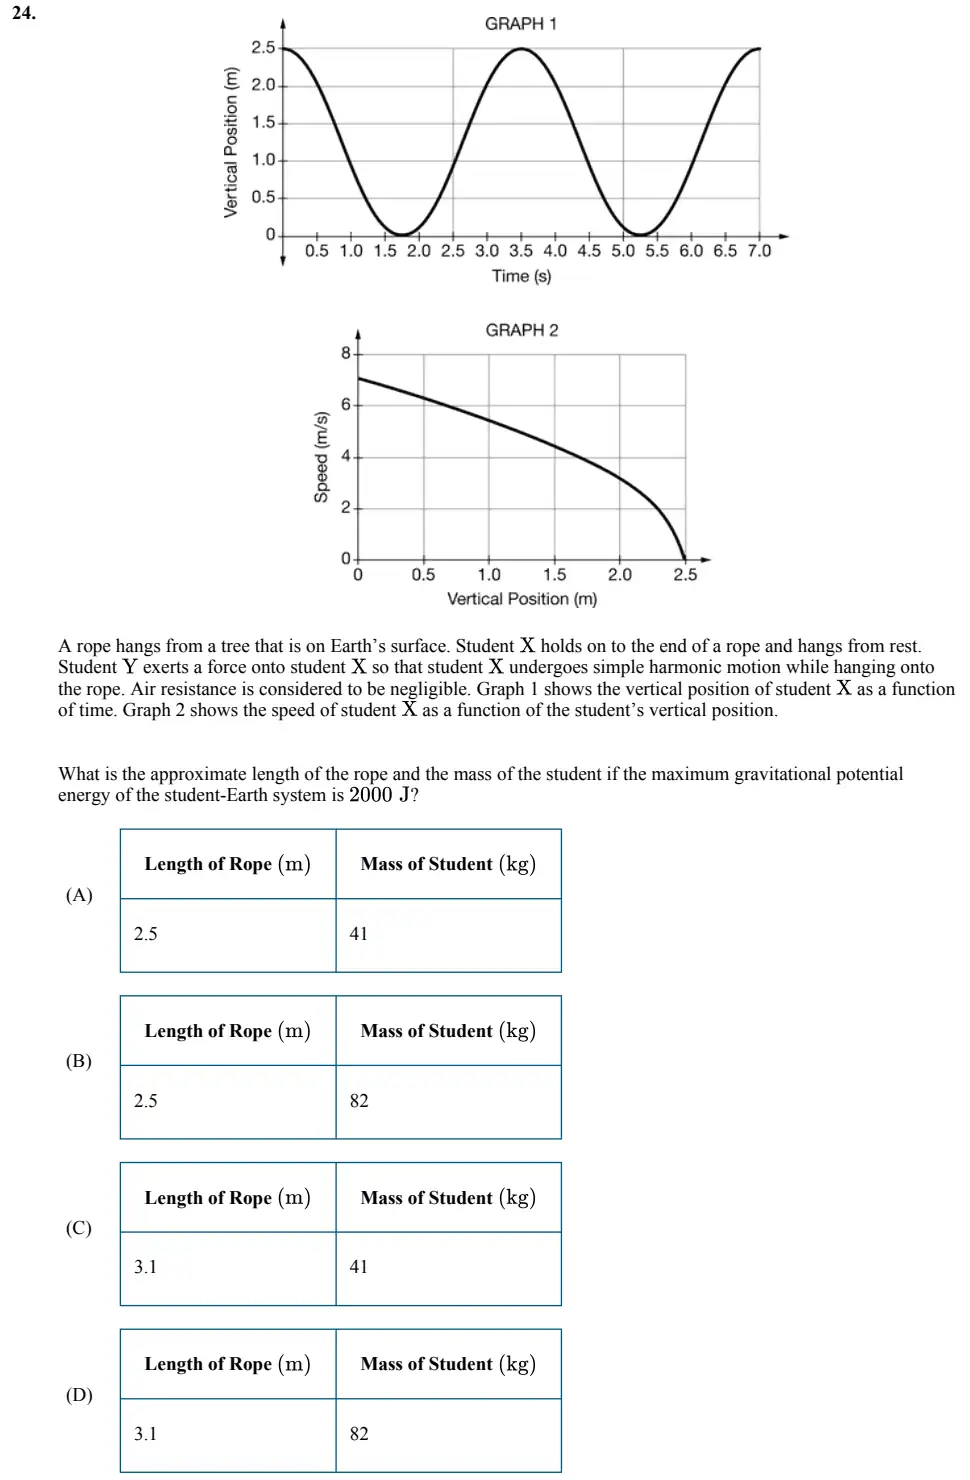 24.
GRAPH 1
Vertical Position (m)
2.5
2.0
1.5
1.0
0.5
0
0.5 1.0 1.5 2.0 2.5 3.0 3.5 4.0 4.5 5.0 5.5 6.0 6.5 7.0
Time (s)
GRAPH 2
Speed (m/s)
8
6
4
2
0
0 0.5 1.0 1.5 2.0 2.5
Vertical Position (m)
A rope hangs from a tree that is on Earth's surface. Student X holds on to the end of a rope and hangs from rest.
Student Y exerts a force onto student X so that student X undergoes simple harmonic motion while hanging onto
the rope. Air resistance is considered to be negligible. Graph 1 shows the vertical position of student X as a function
of time. Graph 2 shows the speed of student X as a function of the student's vertical position.
What is the approximate length of the rope and the mass of the student if the maximum gravitational potential
energy of the student-Earth system is 2000 J?
(A)
Length of Rope (m) Mass of Student (kg)
2.5 41
(B)
Length of Rope (m) Mass of Student (kg)
2.5 82
(C)
Length of Rope (m) Mass of Student (kg)
3.1 41
(D)
Length of Rope (m) Mass of Student (kg)
3.1 82